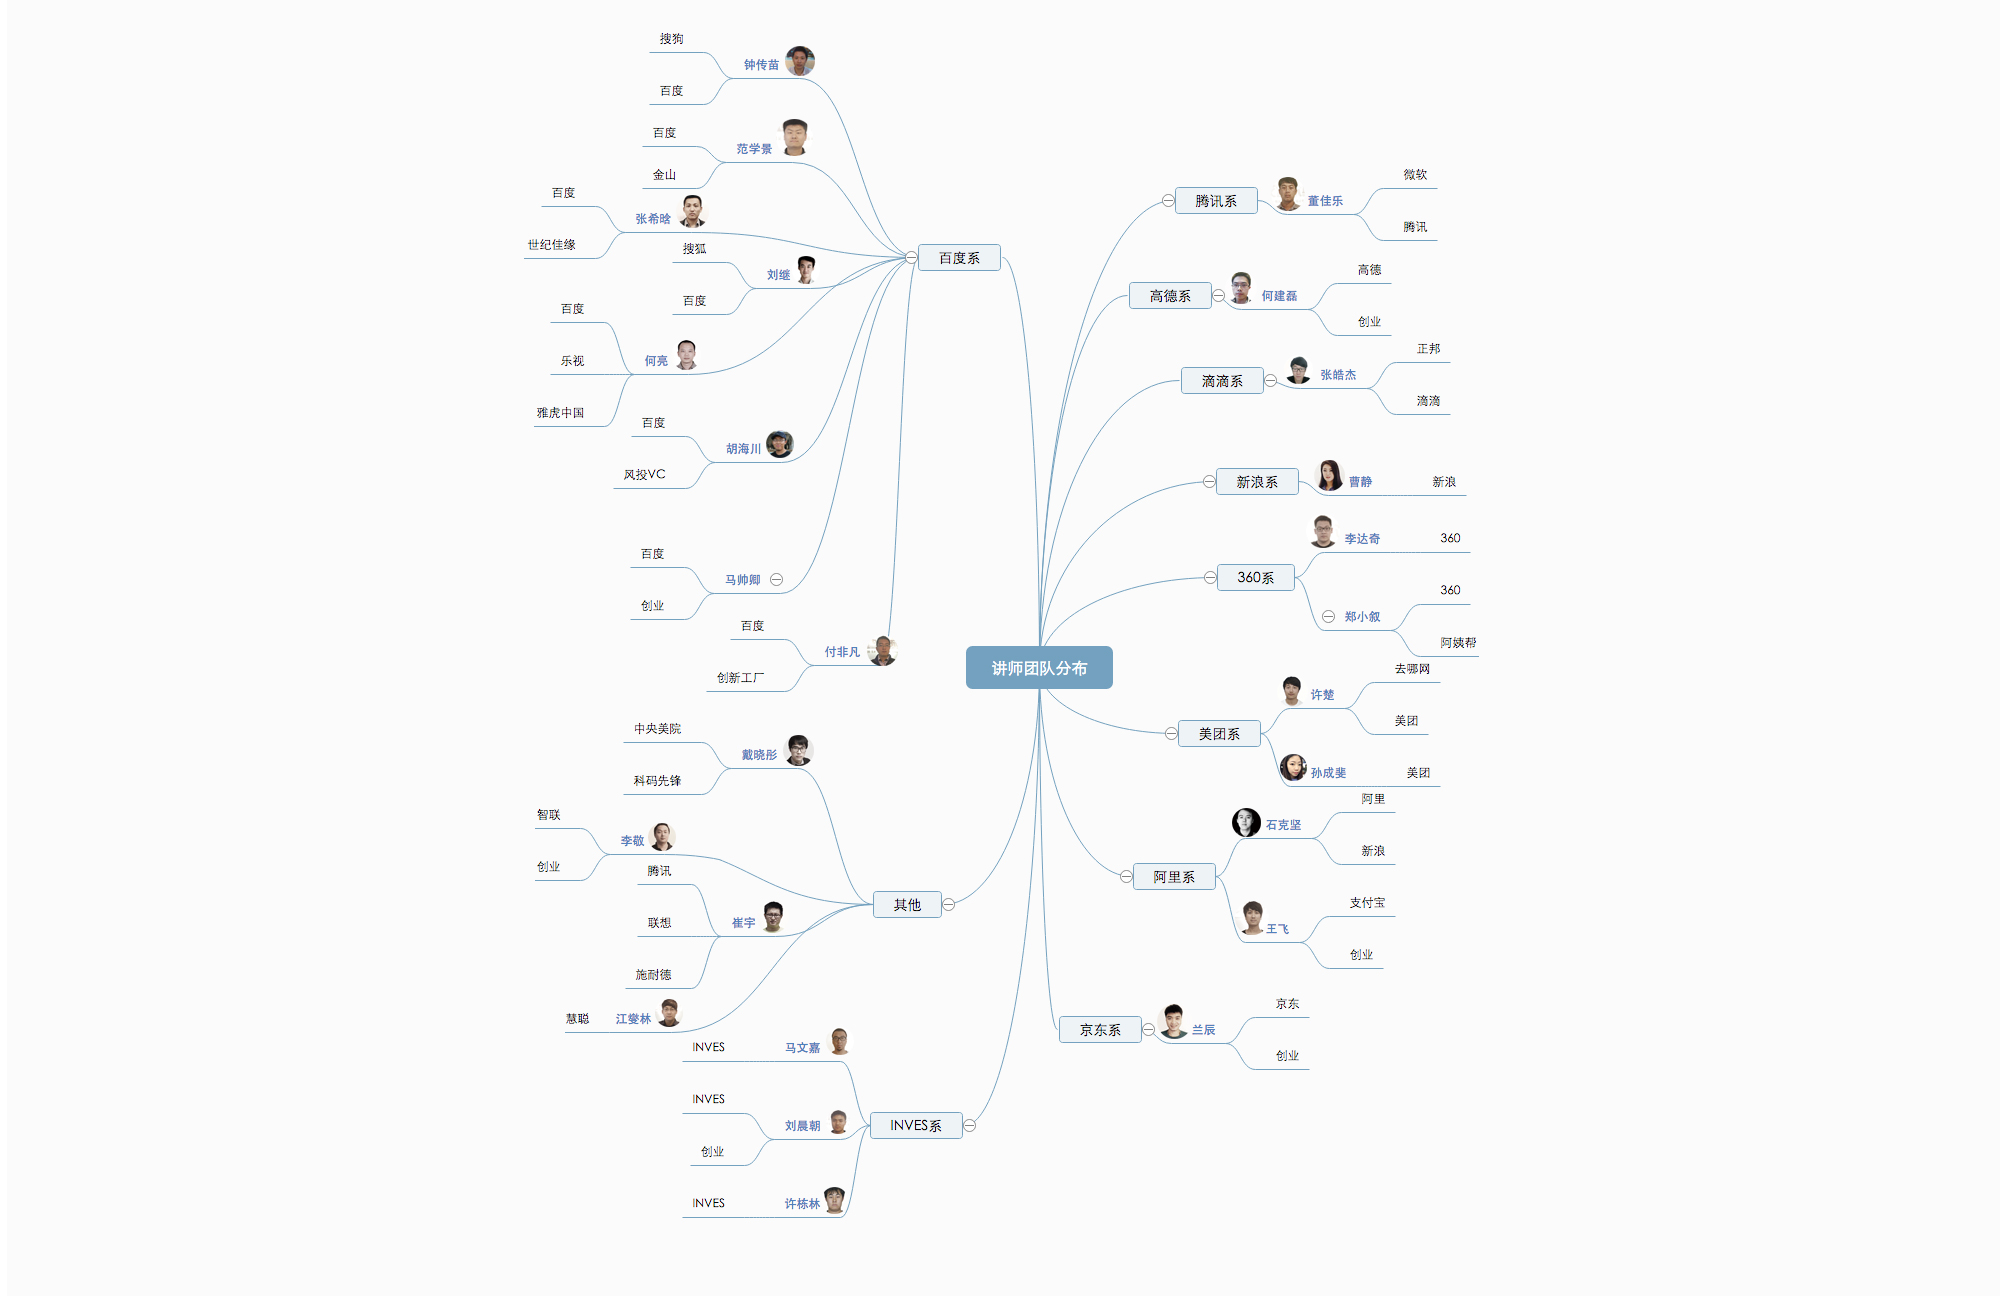 讲师团队分布
百度系
钟传苗
搜狗
百度
范学景
百度
金山
张希晗
百度
世纪佳缘
刘继
搜狐
百度
何亮
百度
乐视
雅虎中国
胡海川
百度
风投VC
马帅卿
百度
创业
付非凡
百度
创新工厂
其他
戴晓彤
中央美院
科码先锋
李敬
智联
创业
崔宇
腾讯
联想
施耐德
江燮林
慧聪
INVES系
马文嘉
INVES
刘晨朝
INVES
创业
许栋林
INVES
腾讯系
董佳乐
微软
腾讯
高德系
何建磊
高德
创业
滴滴系
张皓杰
正邦
滴滴
新浪系
曹静
新浪
360系
李达奇
360
郑小叙
360
阿姨帮
美团系
许楚
去哪网
美团
孙成斐
美团
阿里系
石克坚
阿里
新浪
王飞
支付宝
创业
京东系
兰辰
京东
创业